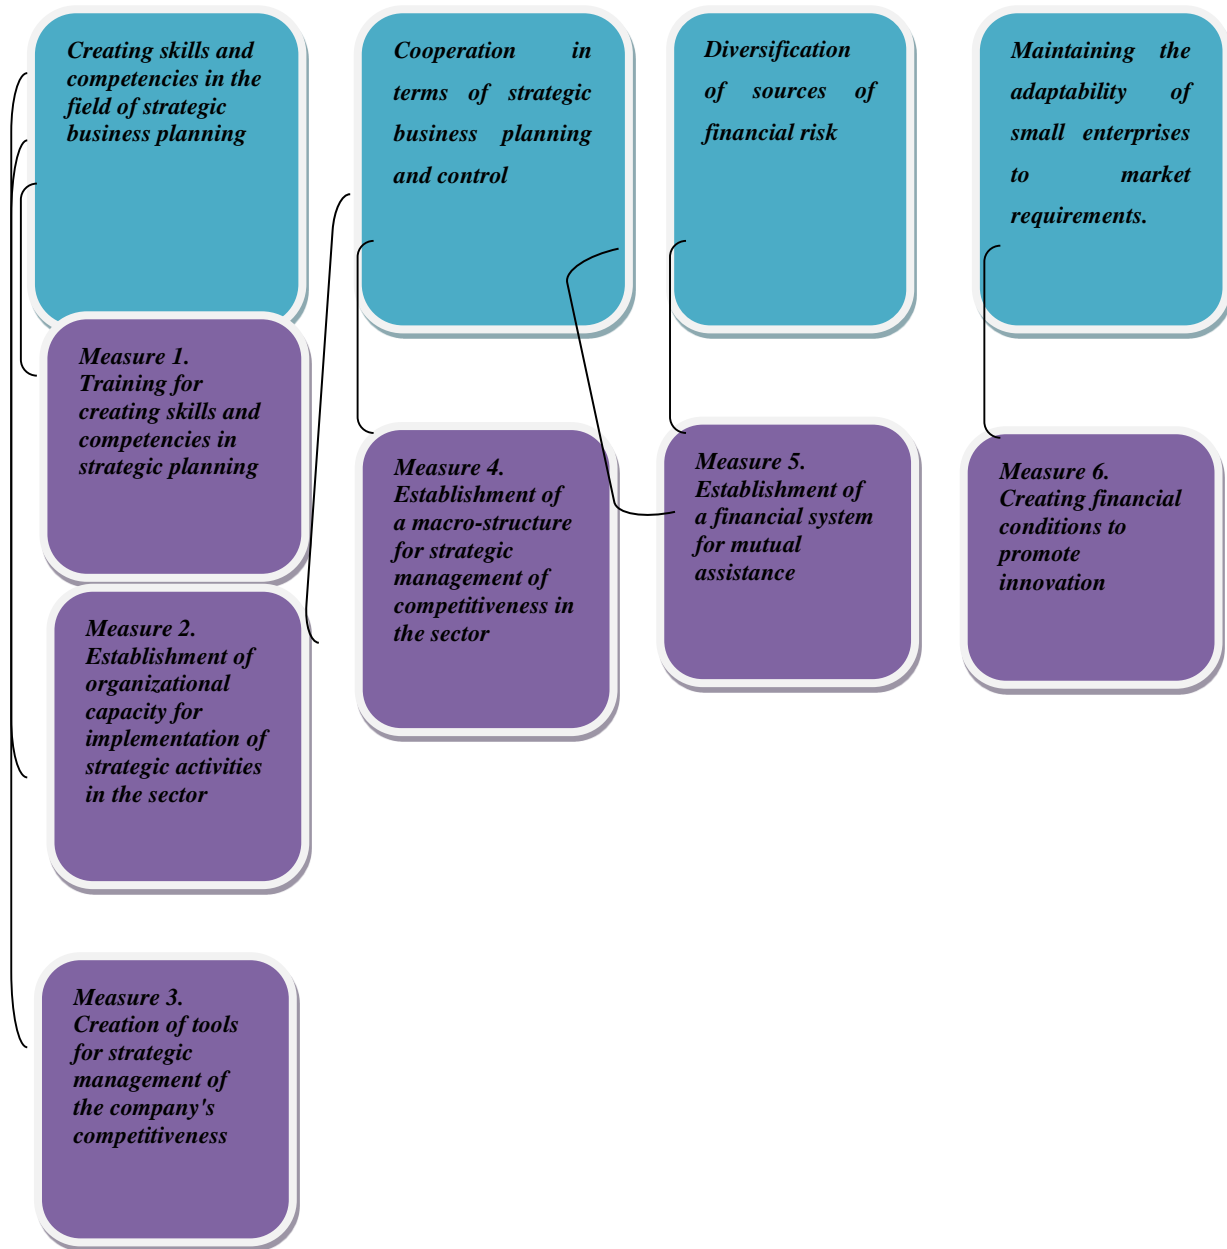 Creating skills and
competencies in the
field of strategic
business planning
Cooperation in
terms of strategic
business planning
and control
Diversification
of sources of
financial risk
Maintaining the
adaptability of
small enterprises
to market
requirements.
Measure 1.
Training for
creating skills and
competencies in
strategic planning
Measure 4.
Establishment of
a macro-structure
for strategic
management of
competitiveness in
the sector
Measure 5.
Establishment of
a financial system
for mutual
assistance
Measure 6.
Creating financial
conditions to
promote
innovation
Measure 2.
Establishment of
organizational
capacity for
implementation of
strategic activities
in the sector
Measure 3.
Creation of tools
for strategic
management of
the company's
competitiveness